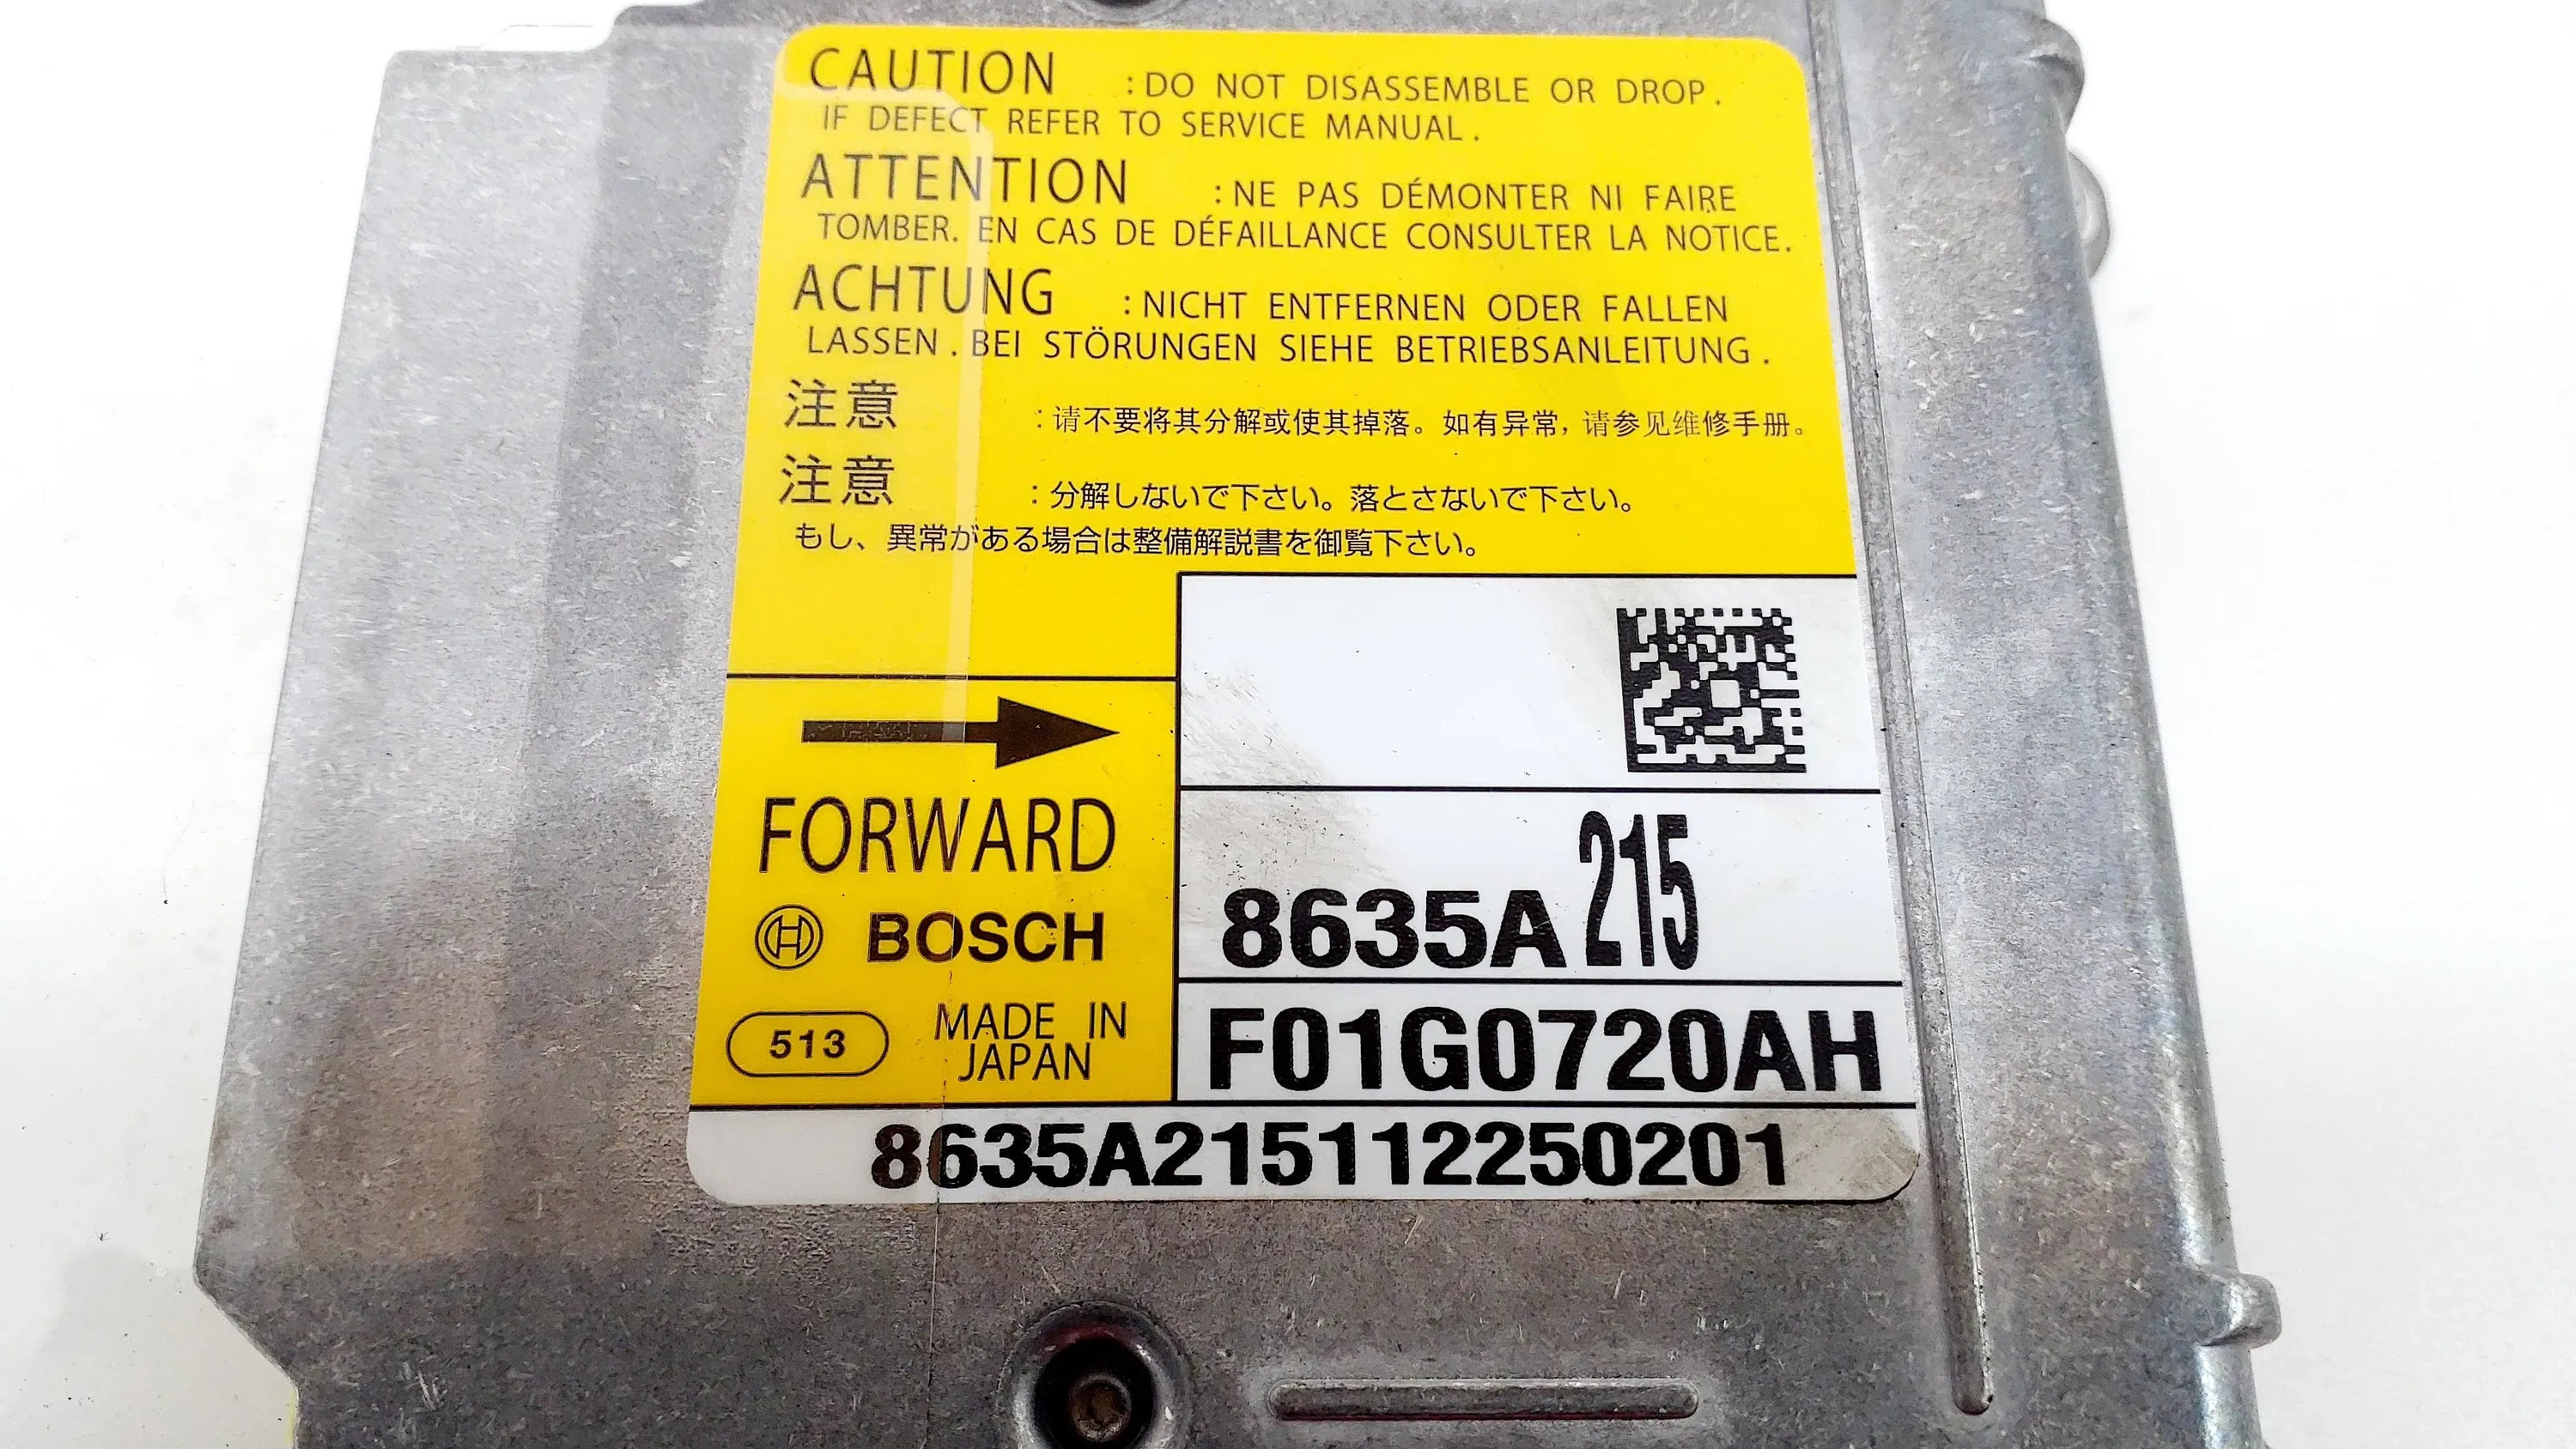 CAUTION : DO NOT DISASSEMBLE OR DROP.
IF DEFECT REFER TO SERVICE MANUAL.
ATTENTION : NE PAS DÉMONTER NI FAIRE
TOMBER. EN CAS DE DÉFAILLANCE CONSULTER LA NOTICE.
ACHTUNG : NICHT ENTFERNEN ODER FALLEN
LASSEN. BEI STÖRUNGEN SIEHE BETRIEBSANLEITUNG.
注意 : 请不要将其分解或使其掉落。如有异常, 请参见维修手册。
注意 : 分解しないで下さい。落とさないで下さい。
もし、異常がある場合は整備解説書を御覧下さい。
FORWARD
BOSCH
513
MADE IN
JAPAN
8635A215
F01G0720AH
8635A215112250201